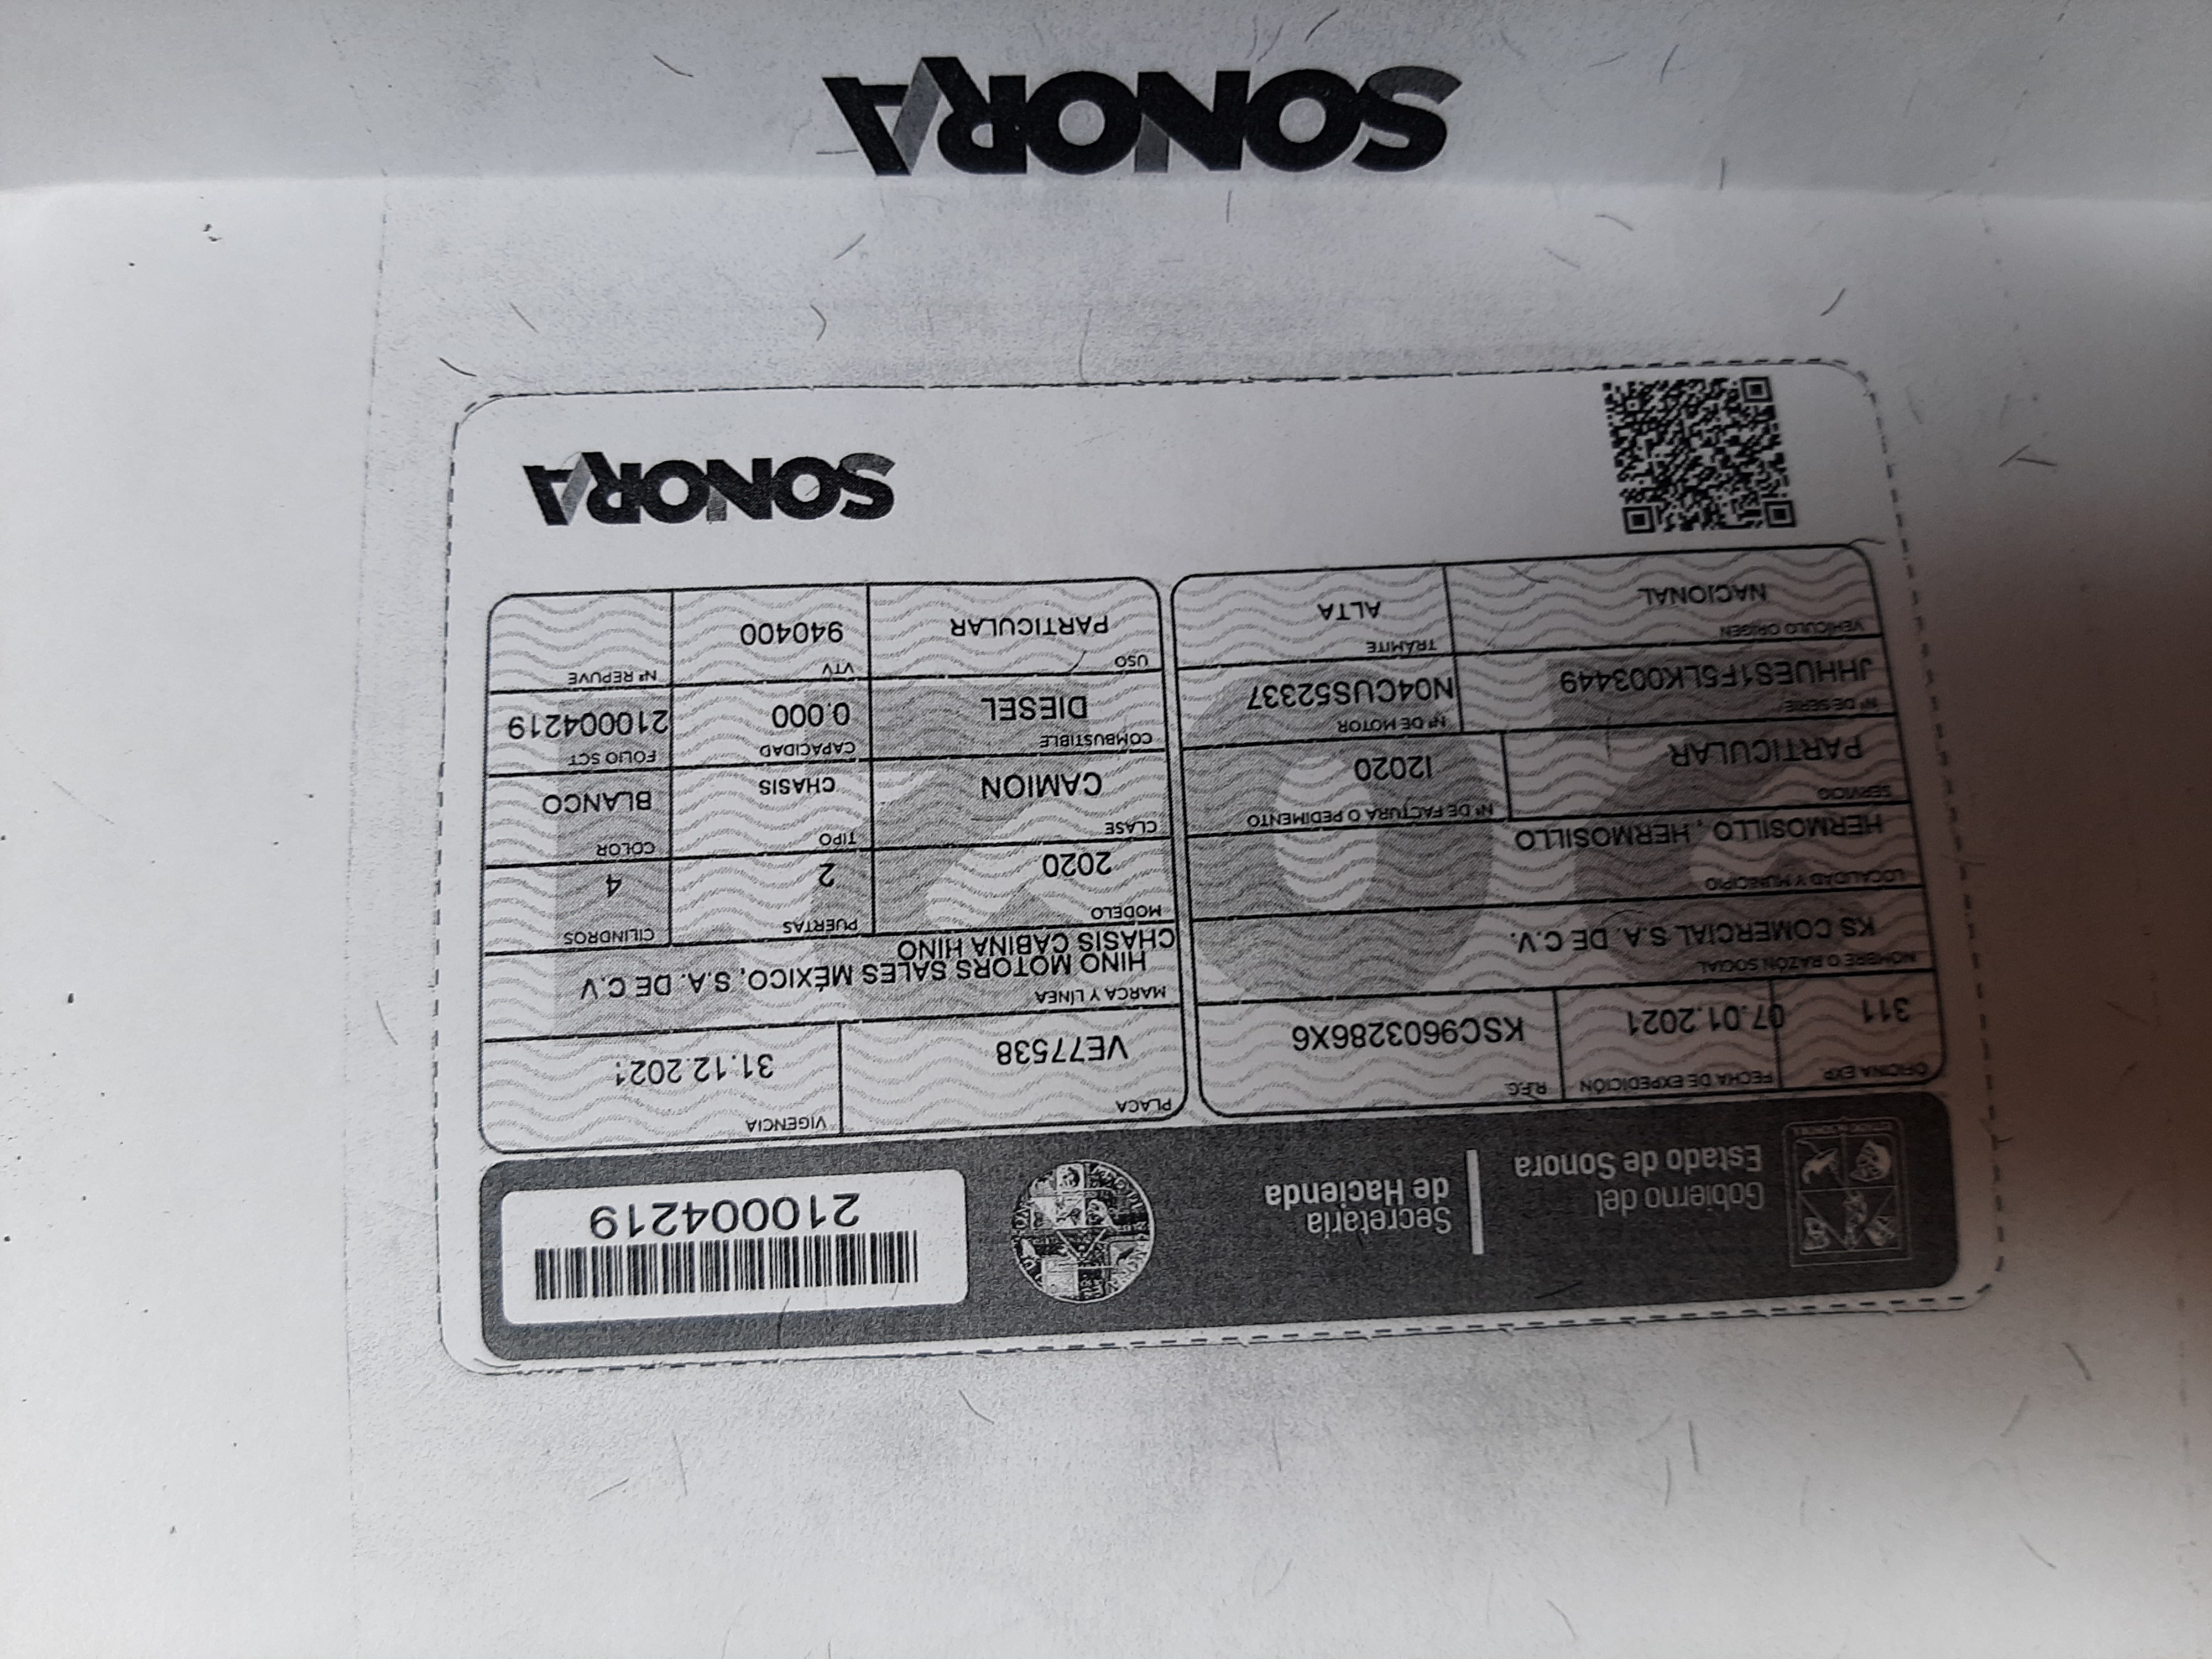 Gobierno del
Estado de Sonora
Secretaría
de Hacienda
210004219
OFICINA EXP.
311
FECHA DE EXPEDICIÓN
07.01.2021
R.F.C.
KSC9603286X6
NOMBRE O RAZÓN SOCIAL
KS COMERCIAL S.A. DE C.V.
LOCALIDAD Y MUNICIPIO
HERMOSILLO , HERMOSILLO
SERVICIO
PARTICULAR
Nº DE FACTURA O PEDIMENTO
I2020
Nº DE SERIE
JHHUES1F5LK003449
Nº DE MOTOR
N04CUS52337
VEHÍCULO ORIGEN
NACIONAL
TRÁMITE
ALTA
PLACA
VE77538
VIGENCIA
31.12.2021
MARCA Y LÍNEA
HINO MOTORS SALES MÉXICO, S.A. DE C.V
CHASIS CABINA HINO
MODELO
2020
PUERTAS
2
CILINDROS
4
CLASE
CAMION
TIPO
CHASIS
COLOR
BLANCO
COMBUSTIBLE
DIESEL
CAPACIDAD
0.000
FOLIO SCT
210004219
USO
PARTICULAR
VTV
940400
Nº REPUVE
SONORA
SONORA